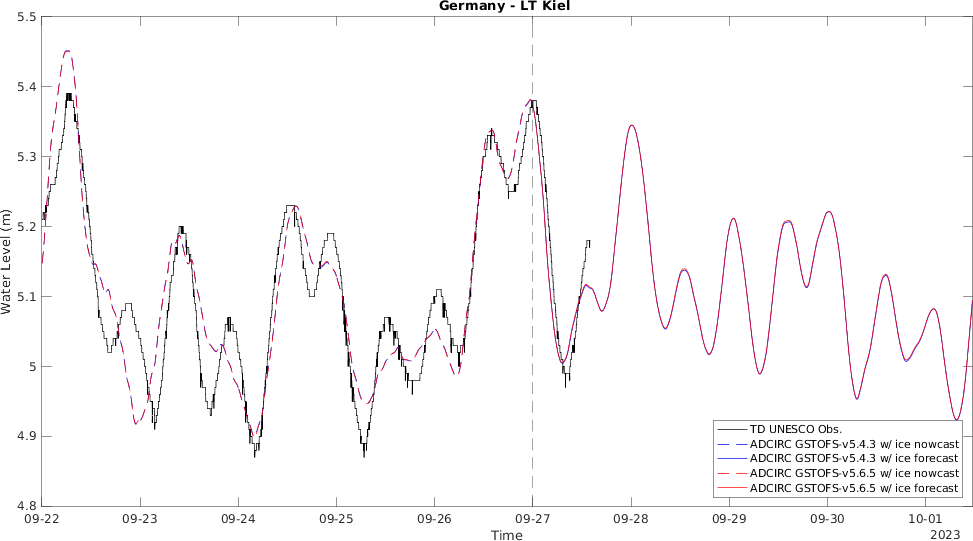 Germany - LT Kiel
5.5
5.4
5.3
5.2
5.1
5
4.9
4.8
Water Level (m)
09-22
09-23
09-24
09-25
09-26
09-27
09-28
09-29
09-30
10-01
2023
Time
TD UNESCO Obs.
ADCIRC GSTOFS-v5.4.3 w/ ice nowcast
ADCIRC GSTOFS-v5.4.3 w/ ice forecast
ADCIRC GSTOFS-v5.6.5 w/ ice nowcast
ADCIRC GSTOFS-v5.6.5 w/ ice forecast